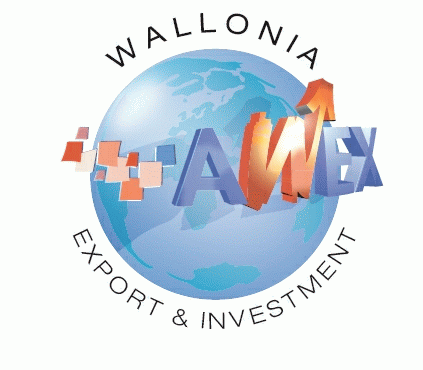 WALLONIA
AWEX
EXPORT & INVESTMENT